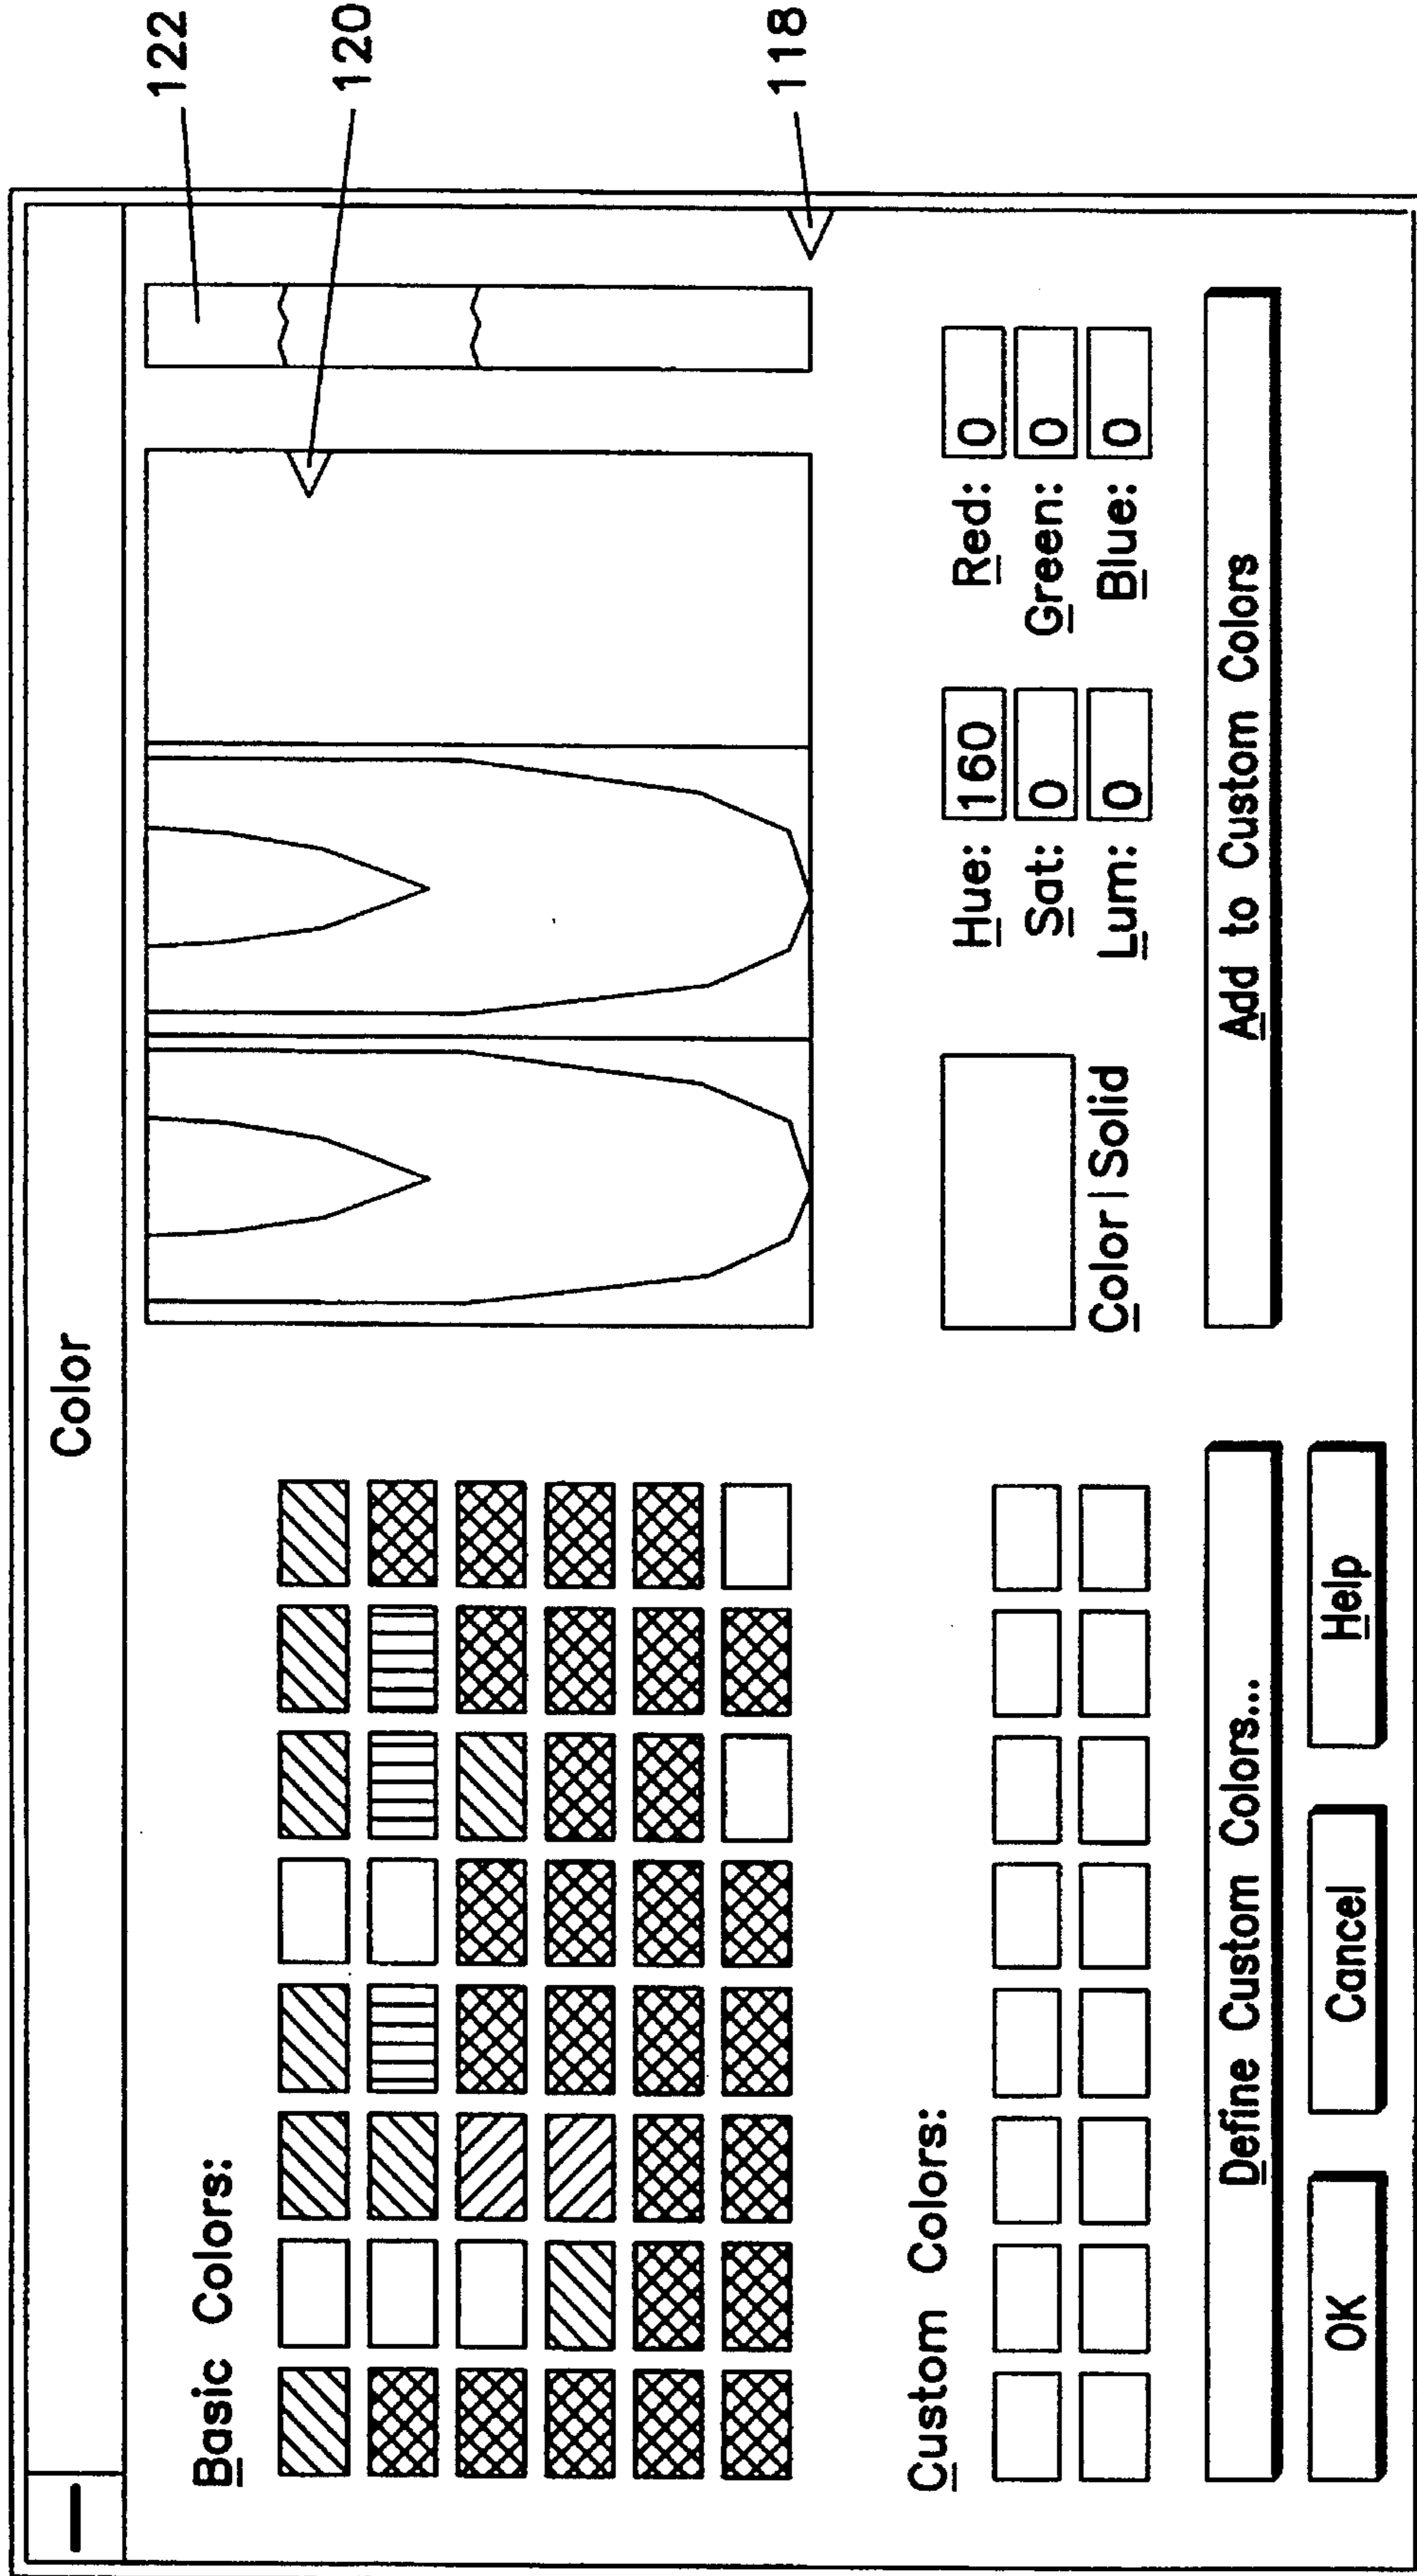 Color
122
120
118
Basic Colors:
Custom Colors:
Hue: 160
Sat: 0
Lum: 0
Red: 0
Green: 0
Blue: 0
Color|Solid
Define Custom Colors...
Add to Custom Colors
OK
Cancel
Help